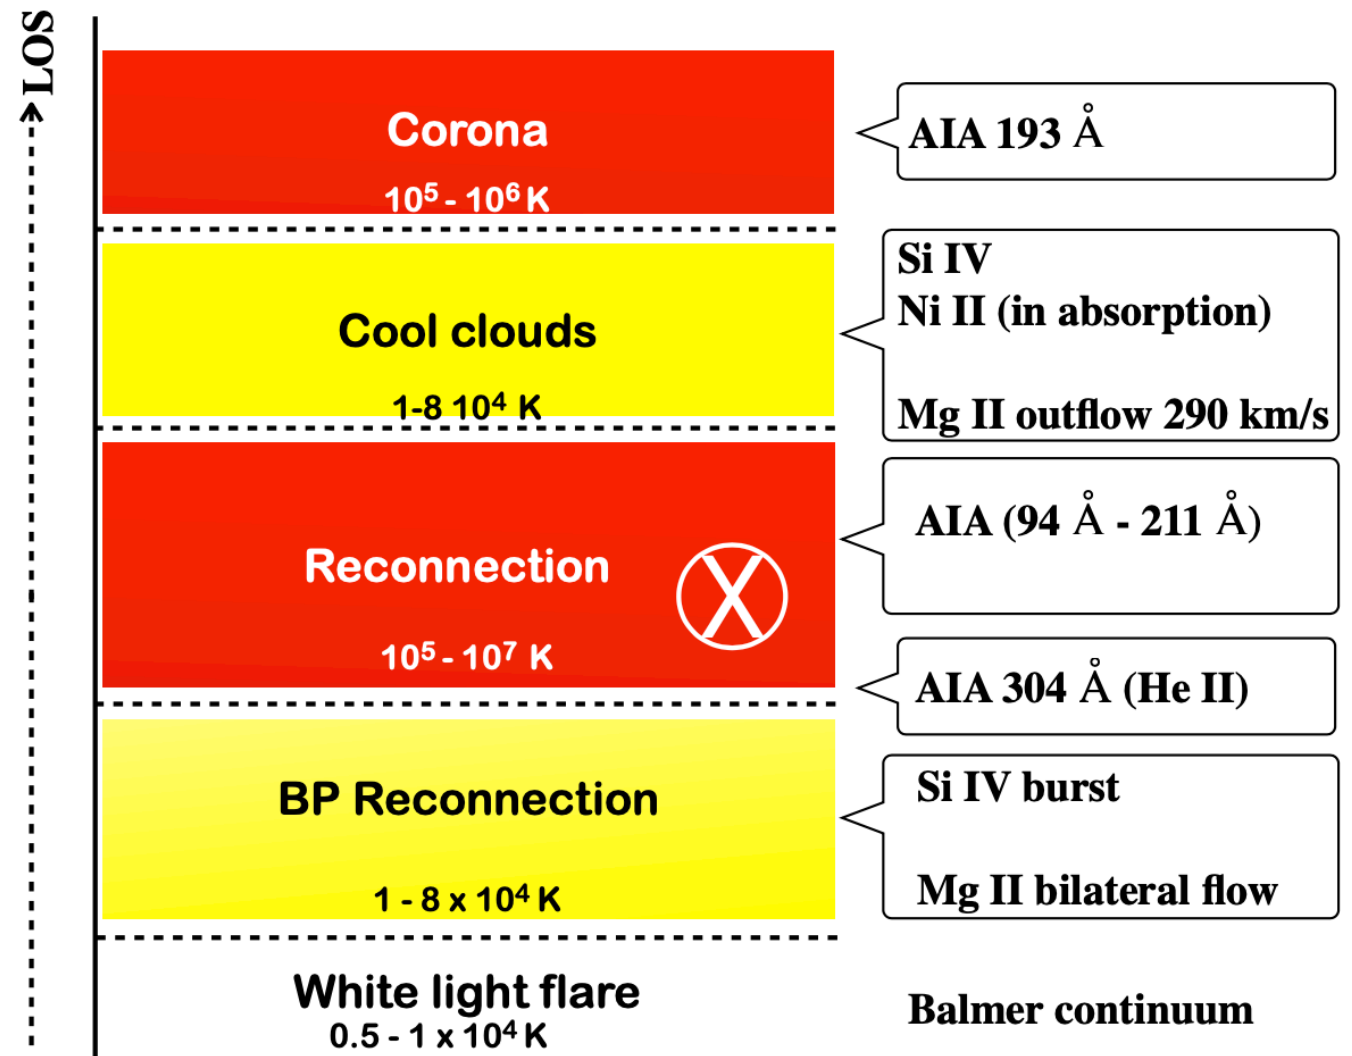 LOS
Corona
10⁵ - 10⁶ K
AIA 193 Å
Cool clouds
1-8 10⁴ K
Si IV
Ni II (in absorption)
Mg II outflow 290 km/s
Reconnection
X
10⁵ - 10⁷ K
AIA (94 Å - 211 Å)
AIA 304 Å (He II)
BP Reconnection
1 - 8 x 10⁴ K
Si IV burst
Mg II bilateral flow
White light flare
0.5 - 1 x 10⁴ K
Balmer continuum